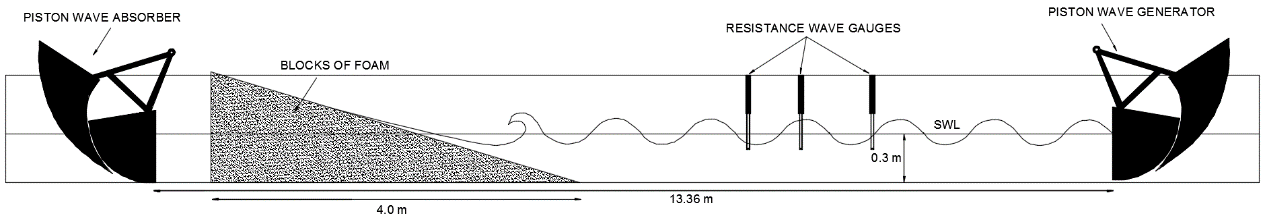 PISTON WAVE ABSORBER
BLOCKS OF FOAM
RESISTANCE WAVE GAUGES
PISTON WAVE GENERATOR
SWL
0.3 m
13.36 m
4.0 m